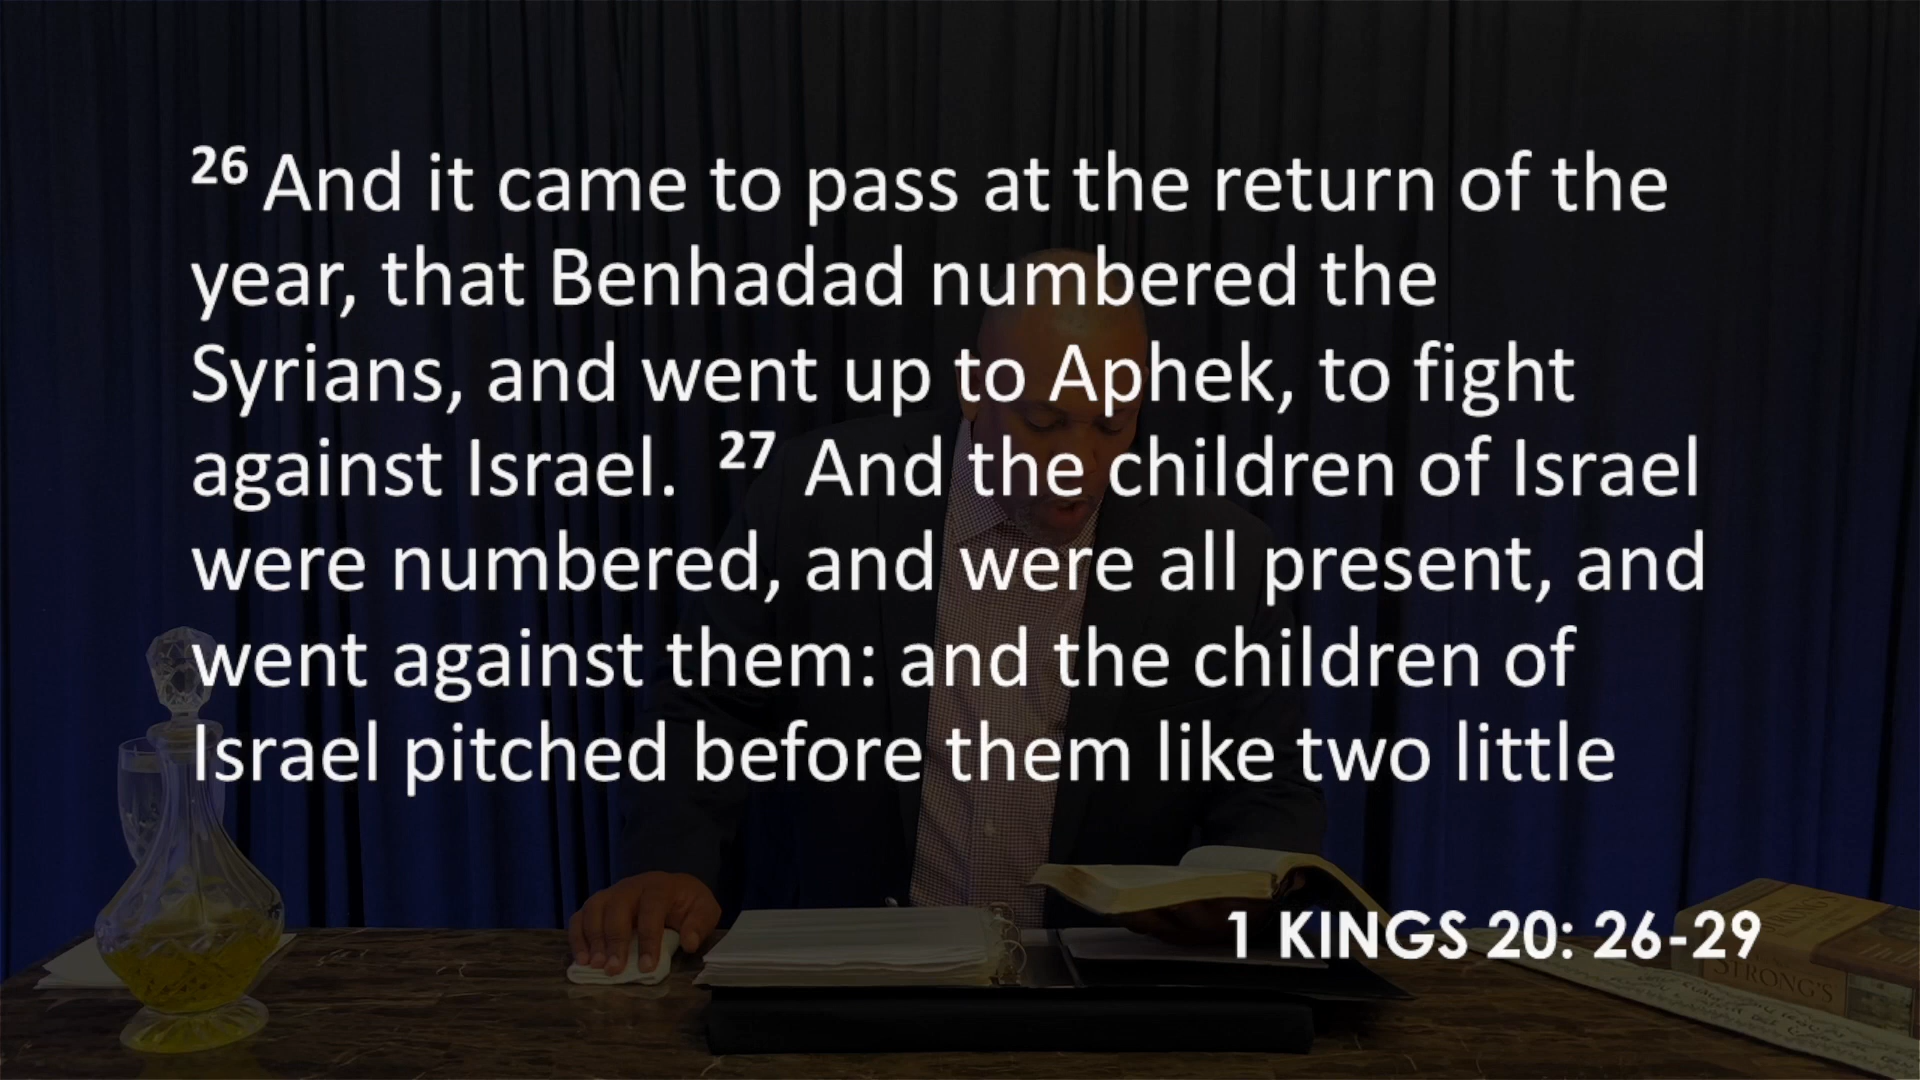 26 And it came to pass at the return of the
year, that Benhadad numbered the
Syrians, and went up to Aphek, to fight
against Israel. 27 And the children of Israel
were numbered, and were all present, and
went against them: and the children of
Israel pitched before them like two little
1 KINGS 20: 26-29
STRONG'S